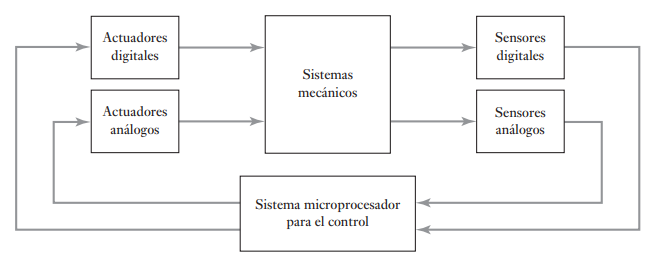 Actuadores
digitales
Sistemas
mecánicos
Sensores
digitales
Actuadores
análogos
Sensores
análogos
Sistema microprocesador
para el control